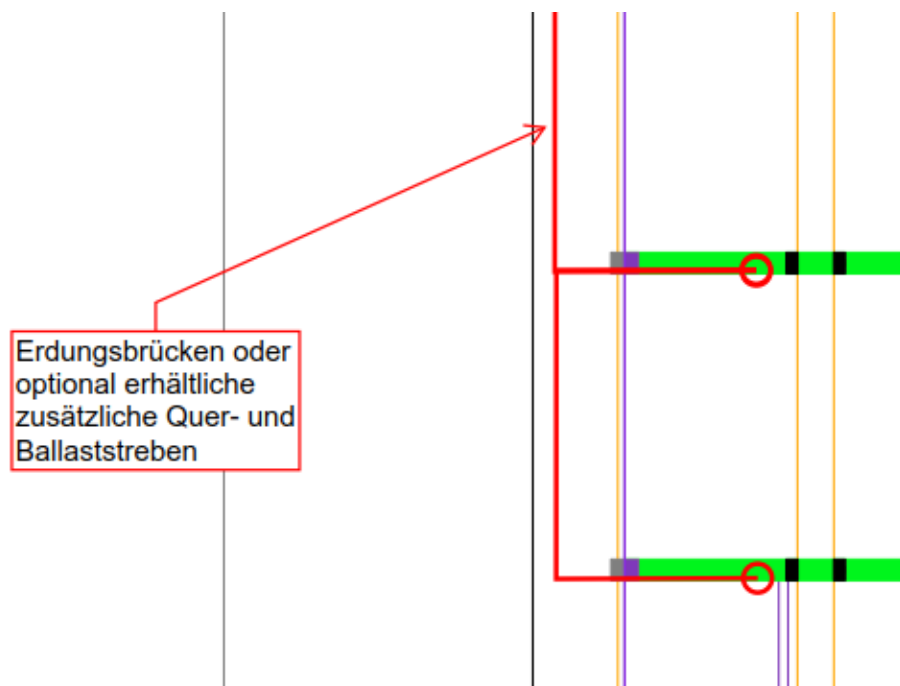 Erdungsbrücken oder
optional erhältliche
zusätzliche Quer- und
Ballaststreben